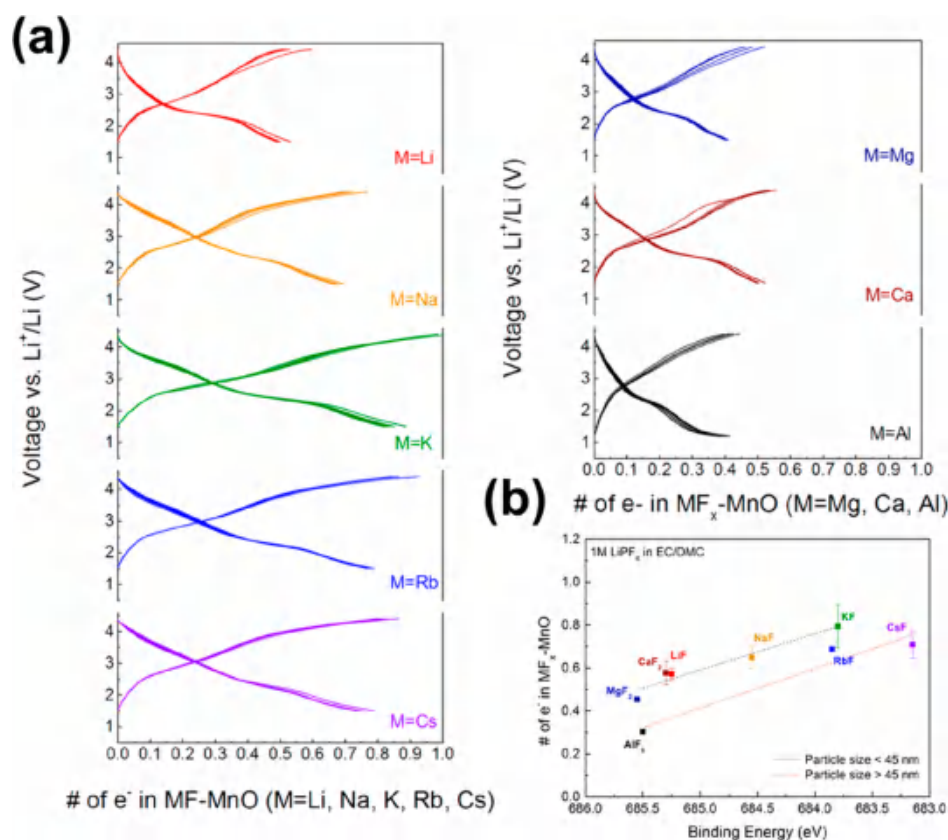 (a)
Voltage vs. Li⁺/Li (V)
4
3
2
1
M=Li
4
3
2
1
M=Na
4
3
2
1
M=K
4
3
2
1
M=Rb
4
3
2
1
M=Cs
0.0 0.1 0.2 0.3 0.4 0.5 0.6 0.7 0.8 0.9 1.0
# of e⁻ in MF-MnO (M=Li, Na, K, Rb, Cs)
Voltage vs. Li⁺/Li (V)
4
3
2
1
M=Mg
4
3
2
1
M=Ca
4
3
2
1
M=Al
0.0 0.1 0.2 0.3 0.4 0.5 0.6 0.7 0.8 0.9 1.0
# of e- in MFₓ-MnO (M=Mg, Ca, Al)
(b)
# of e⁻ in MFₓ-MnO
1.2
1.0
0.8
0.6
0.4
0.2
0.0
1M LiPF₆ in EC/DMC
KF
CsF
NaF
RbF
CaF₂
LiF
MgF₂
AlF₃
Particle size < 45 nm
Particle size > 45 nm
686.0 685.5 685.0 684.5 684.0 683.5 683.0
Binding Energy (eV)